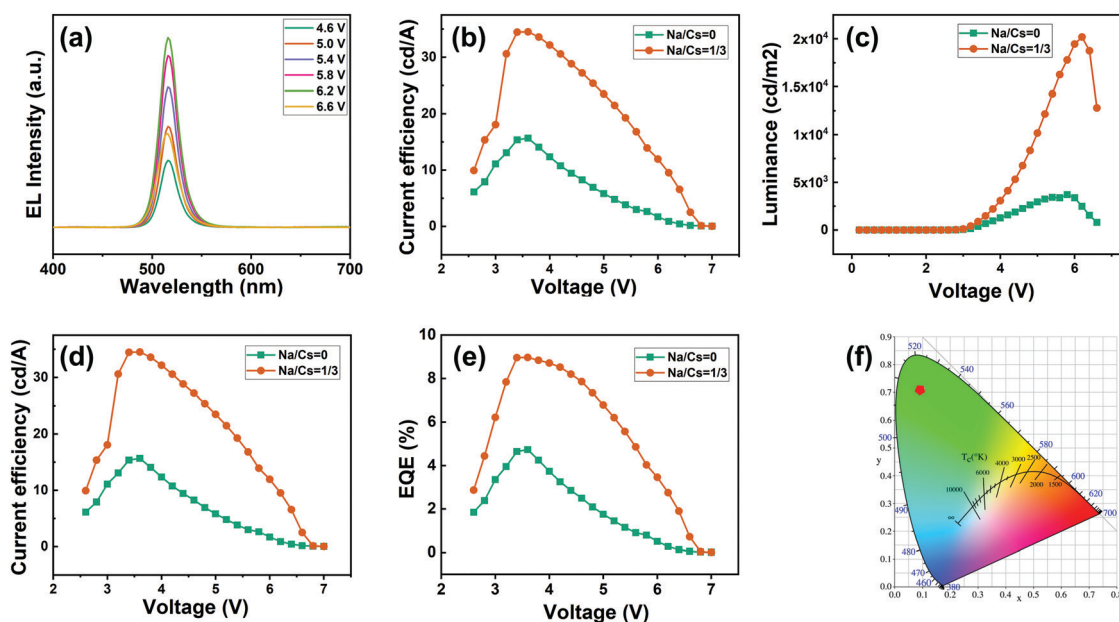 (a)
4.6 V
5.0 V
5.4 V
5.8 V
6.2 V
6.6 V
EL Intensity (a.u.)
400 500 600 700
Wavelength (nm)
(b)
Na/Cs=0
Na/Cs=1/3
Current efficiency (cd/A)
30
20
10
0
2 3 4 5 6 7
Voltage (V)
(c)
Na/Cs=0
Na/Cs=1/3
Luminance (cd/m2)
2x10⁴
2x10⁴
1x10⁴
5x10³
0
0 2 4 6
Voltage (V)
(d)
Na/Cs=0
Na/Cs=1/3
Current efficiency (cd/A)
30
20
10
0
2 3 4 5 6 7
Voltage (V)
(e)
Na/Cs=0
Na/Cs=1/3
EQE (%)
10
8
6
4
2
0
2 3 4 5 6 7
Voltage (V)
(f)
0.9
0.8
0.7
0.6
0.5
y
0.4
0.3
0.2
0.1
0.0
520
540
560
500
580
600
620
700
490
480
470
460
380
T_C(°K)
∞
10000
6000
4000
3000
2500
2000
1500
0.0 0.1 0.2 0.3 0.4 0.5 0.6 0.7 0.8
x